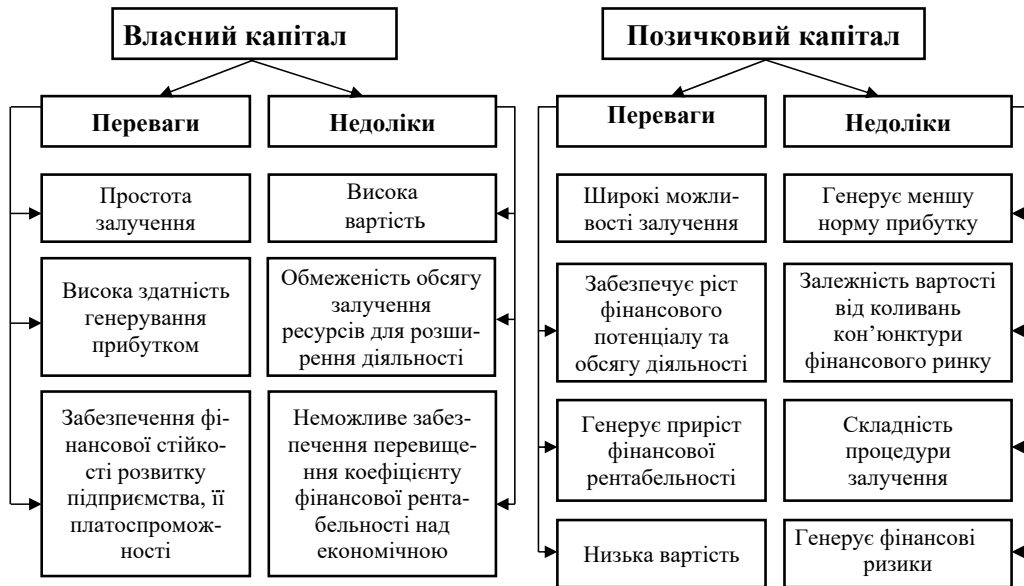 Власний капітал
Переваги
Недоліки
Простота
залучення
Висока
вартість
Висока здатність
генерування
прибутком
Обмеженість обсягу
залучення
ресурсів для розши-
рення діяльності
Забезпечення фі-
нансової стійко-
сті розвитку
підприємства, її
платоспромож-
ності
Неможливе забез-
печення перевище-
ння коефіцієнту
фінансової рента-
бельності над
економічною
Позичковий капітал
Переваги
Недоліки
Широкі можли-
вості залучення
Генерує меншу
норму прибутку
Забезпечує ріст
фінансового
потенціалу та
обсягу діяльності
Залежність вартості
від коливань
кон’юнктури
фінансового ринку
Генерує приріст
фінансової
рентабельності
Складність
процедури
залучення
Низька вартість
Генерує фінансові
ризики